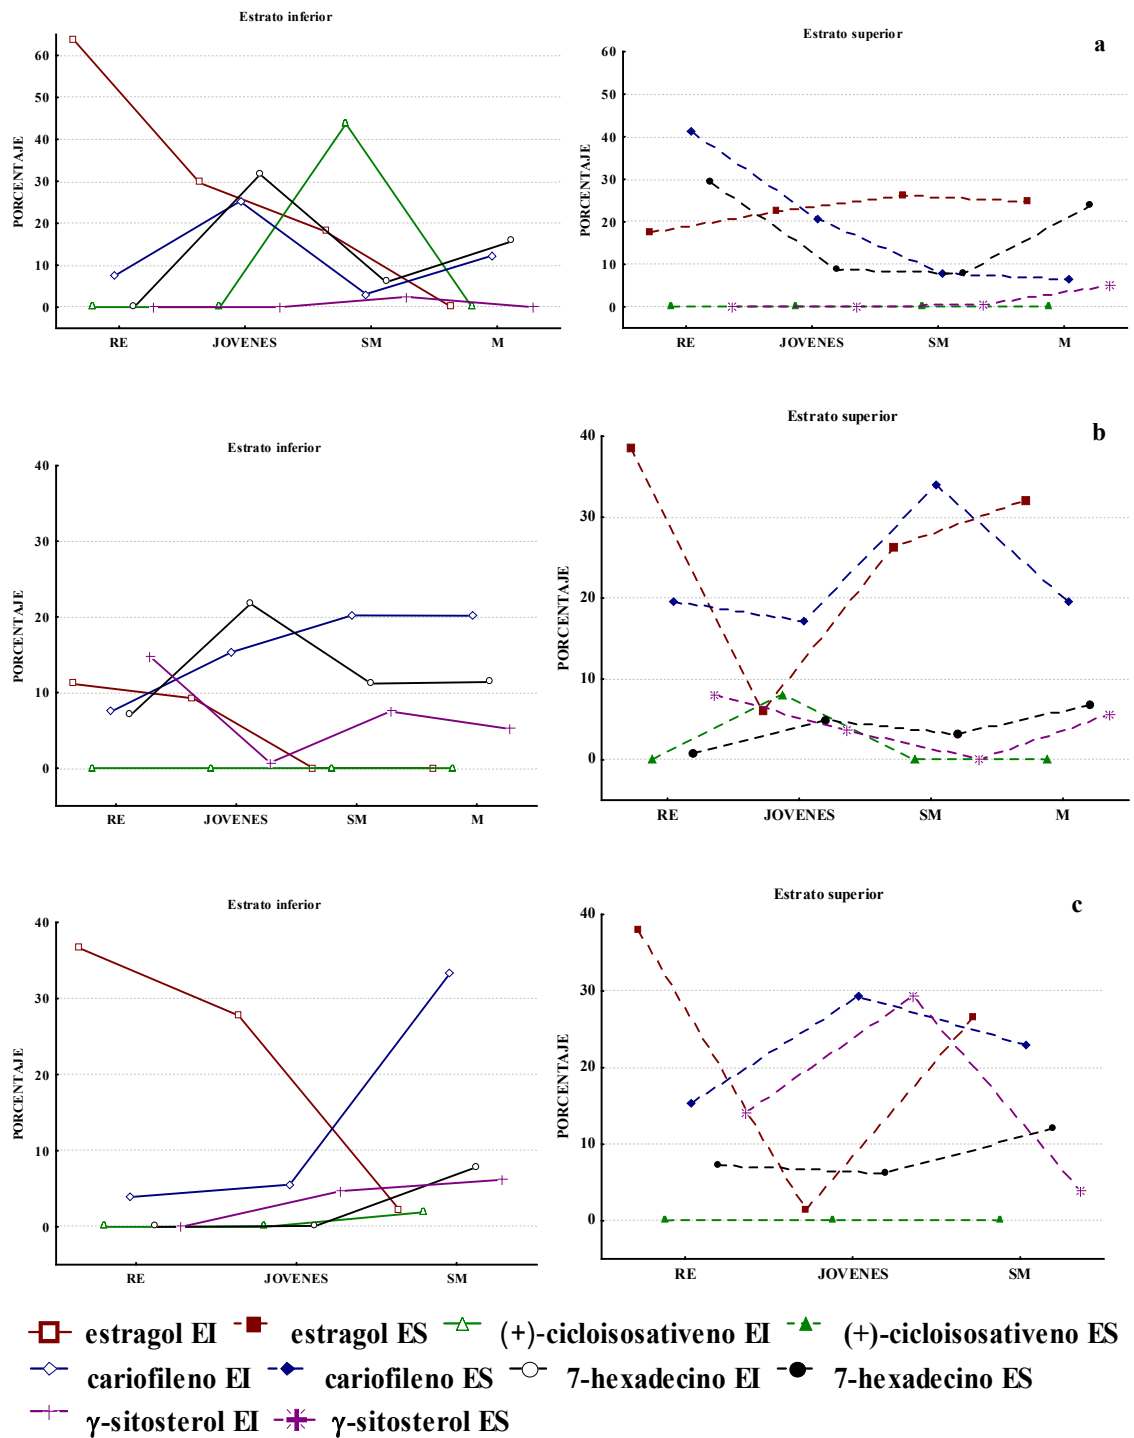 Estrato inferior
PORCENTAJE
60
50
40
30
20
10
0
RE JOVENES SM M
Estrato superior
a
PORCENTAJE
60
50
40
30
20
10
0
RE JOVENES SM M
Estrato inferior
PORCENTAJE
40
30
20
10
0
RE JOVENES SM M
Estrato superior
b
PORCENTAJE
40
30
20
10
0
RE JOVENES SM M
Estrato inferior
PORCENTAJE
40
30
20
10
0
RE JOVENES SM
Estrato superior
c
PORCENTAJE
40
30
20
10
0
RE JOVENES SM
estragol EI estragol ES (+)-cicloisosativeno EI (+)-cicloisosativeno ES
cariofileno EI cariofileno ES 7-hexadecino EI 7-hexadecino ES
γ-sitosterol EI γ-sitosterol ES